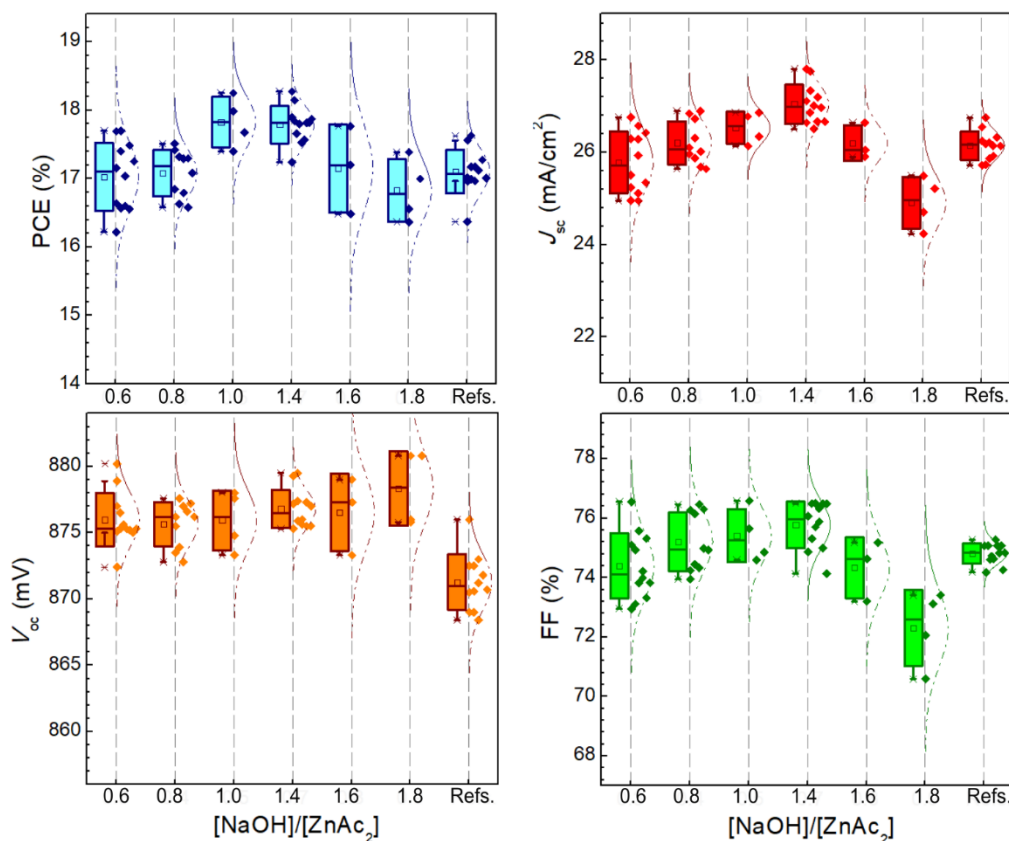 19
18
17
16
15
14
PCE (%)
0.6 0.8 1.0 1.4 1.6 1.8 Refs.
28
26
24
22
Jsc (mA/cm²)
0.6 0.8 1.0 1.4 1.6 1.8 Refs.
880
875
870
865
860
Voc (mV)
0.6 0.8 1.0 1.4 1.6 1.8 Refs.
[NaOH]/[ZnAc₂]
78
76
74
72
70
68
FF (%)
0.6 0.8 1.0 1.4 1.6 1.8 Refs.
[NaOH]/[ZnAc₂]